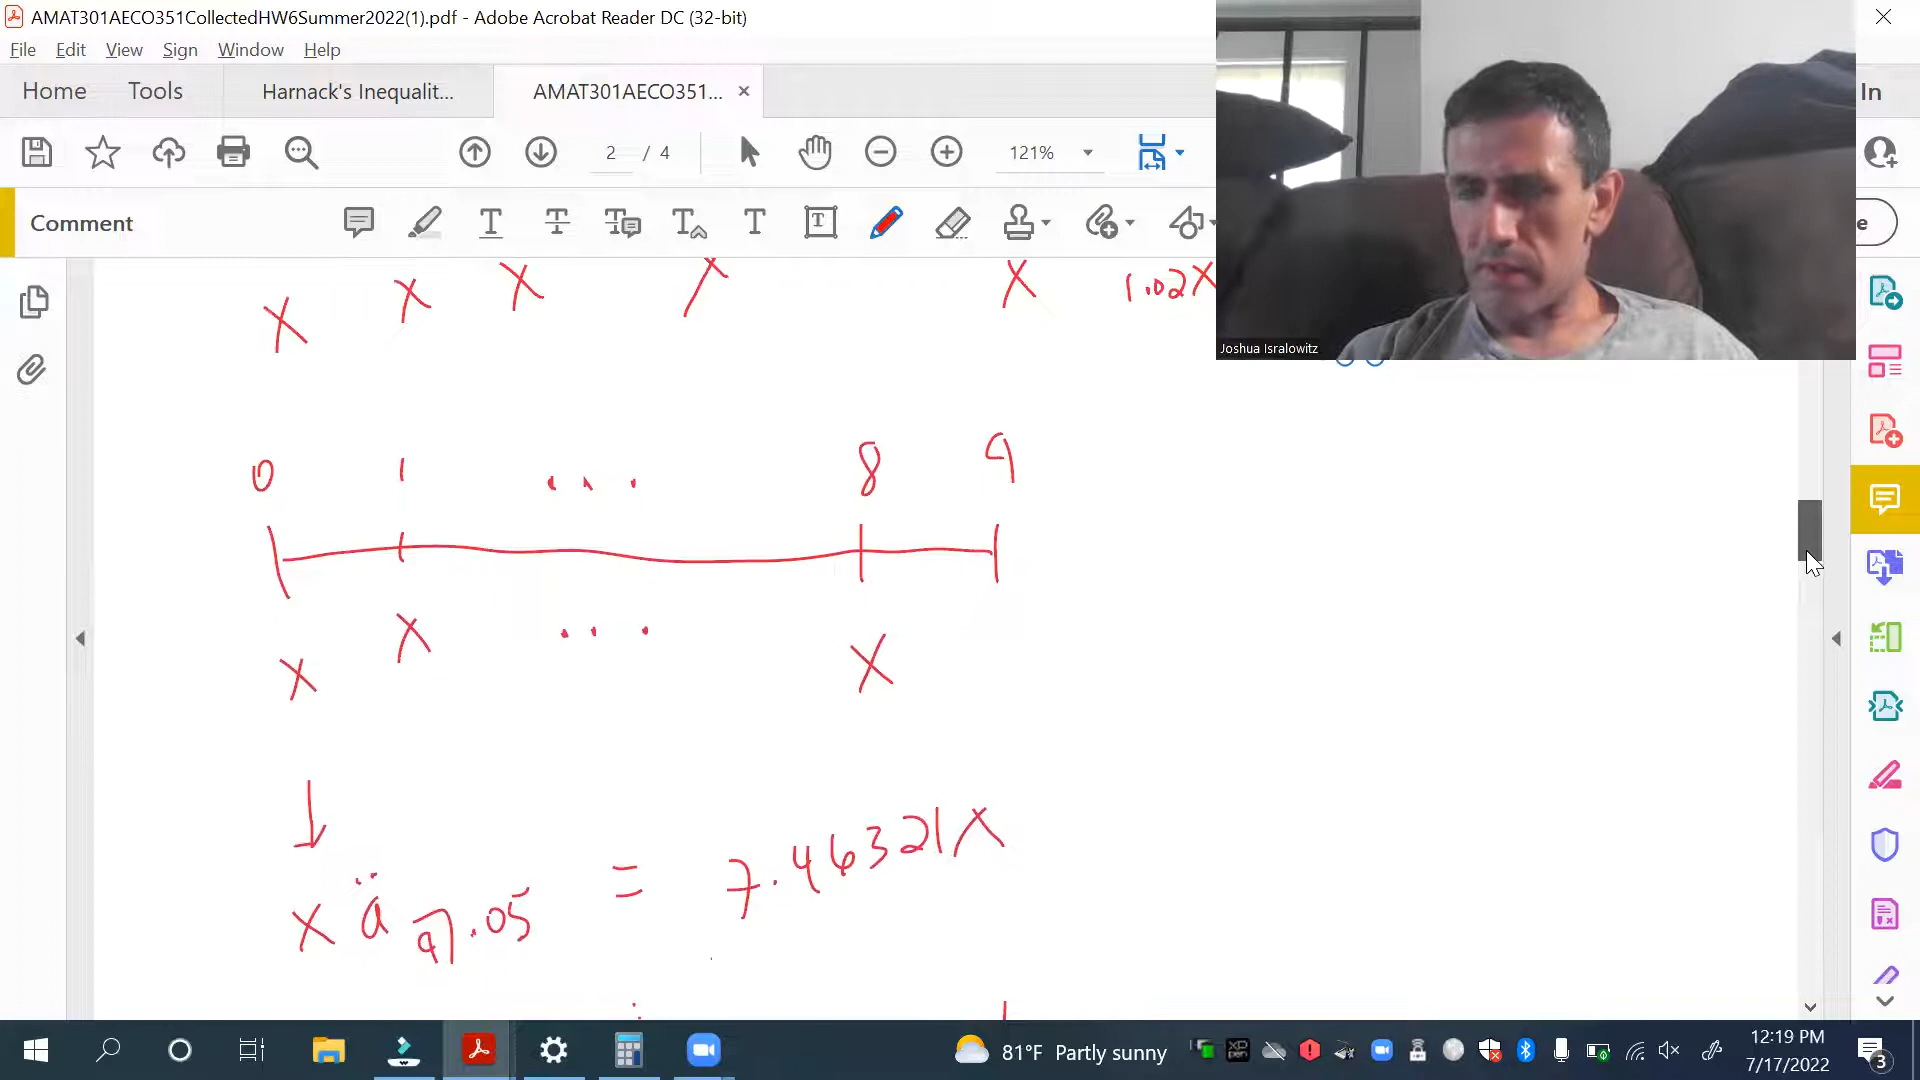 AMAT301AECO351CollectedHW6Summer2022(1).pdf - Adobe Acrobat Reader DC (32-bit)
File Edit View Sign Window Help
Home Tools Harnack's Inequalit... AMAT301AECO351... × In
2 / 4 121%
Comment e
X X X X X 1.02X
Joshua Isralowitz
0 1 ... 8 9
X X ... X
↓
X ä 9̅|.05 = 7.46321X
81°F Partly sunny
12:19 PM
7/17/2022
3